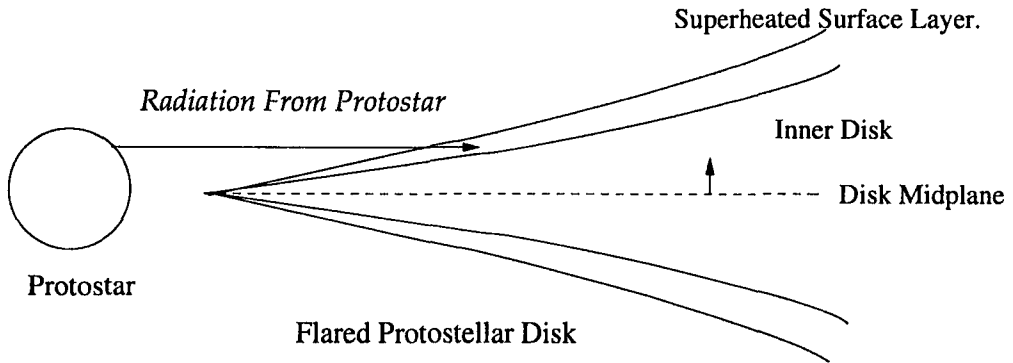 Superheated Surface Layer.
Radiation From Protostar
Inner Disk
Disk Midplane
Protostar
Flared Protostellar Disk